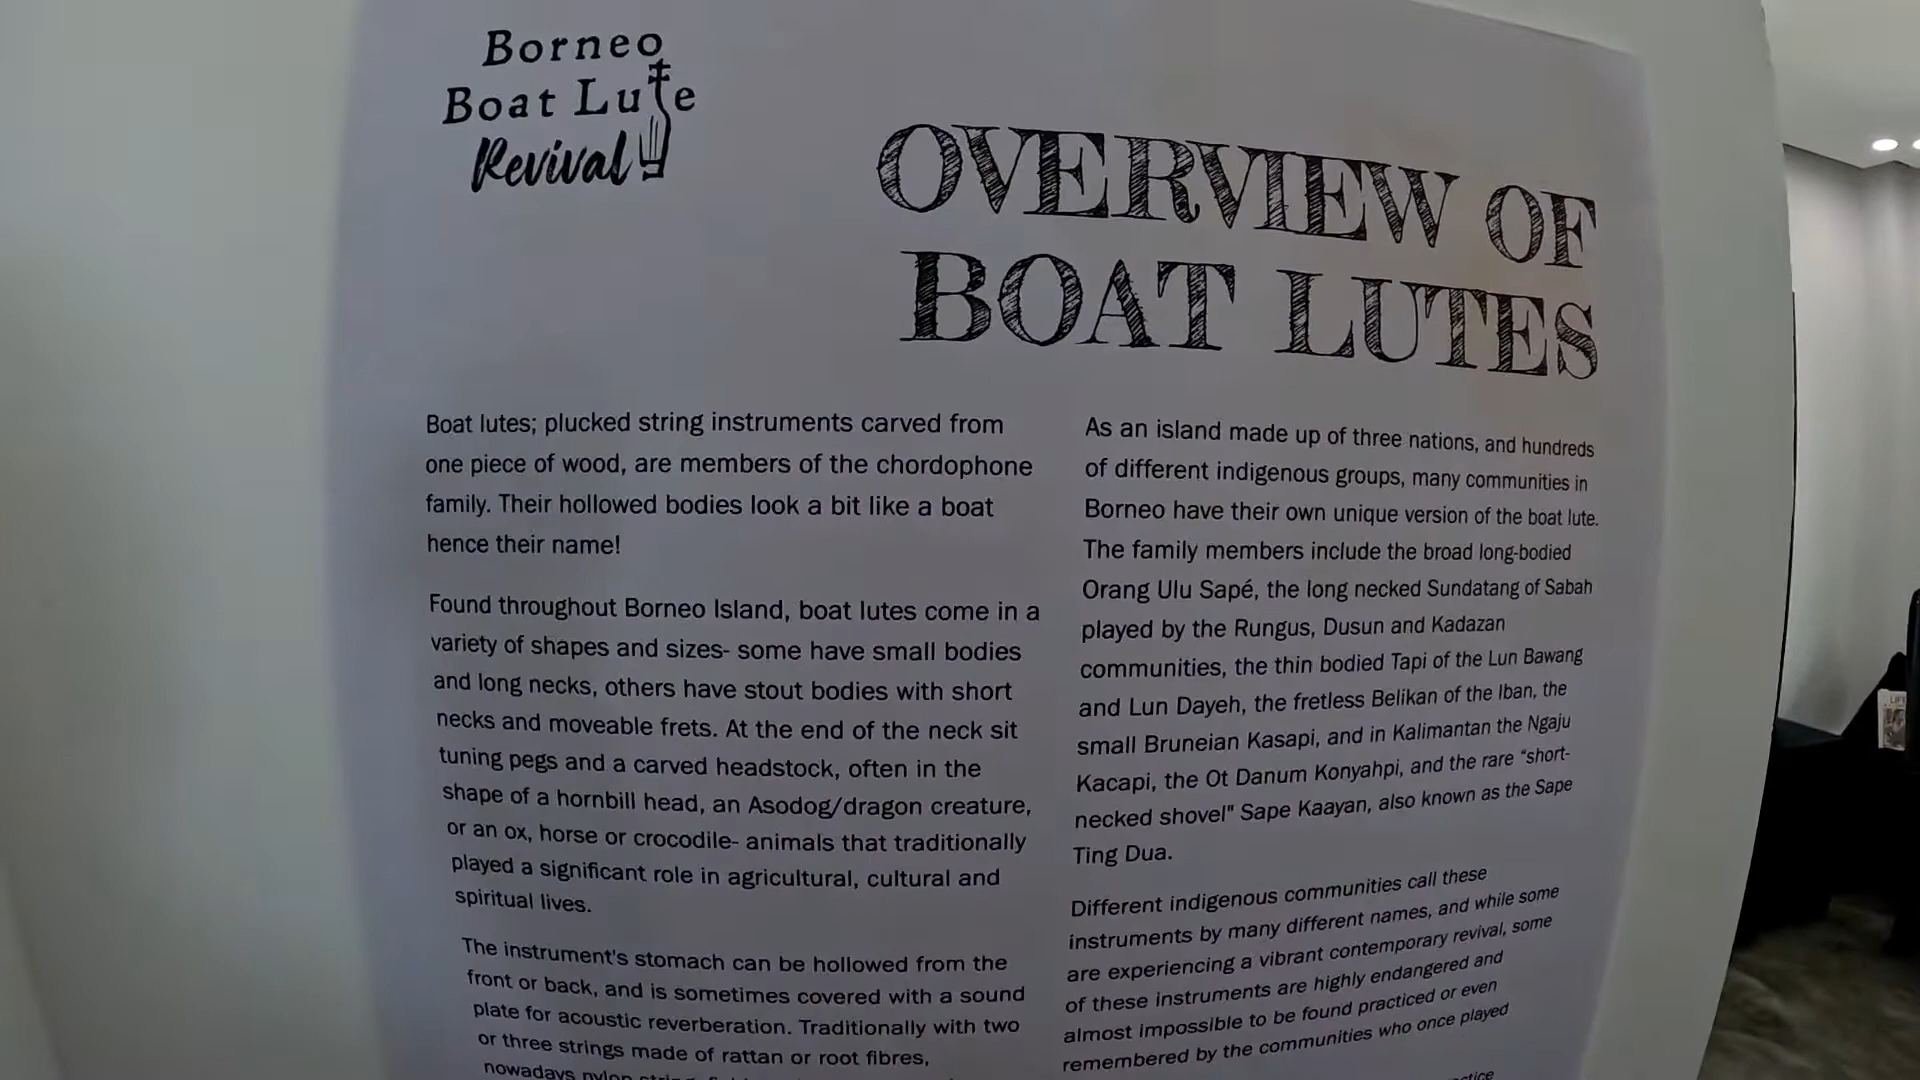 Borneo
Boat Lute
Revival
OVERVIEW OF
BOAT LUTES
Boat lutes; plucked string instruments carved from
one piece of wood, are members of the chordophone
family. Their hollowed bodies look a bit like a boat
hence their name!
Found throughout Borneo Island, boat lutes come in a
variety of shapes and sizes- some have small bodies
and long necks, others have stout bodies with short
necks and moveable frets. At the end of the neck sit
tuning pegs and a carved headstock, often in the
shape of a hornbill head, an Asodog/dragon creature,
or an ox, horse or crocodile- animals that traditionally
played a significant role in agricultural, cultural and
spiritual lives.
The instrument's stomach can be hollowed from the
front or back, and is sometimes covered with a sound
plate for acoustic reverberation. Traditionally with two
or three strings made of rattan or root fibres,
nowadays nylon
As an island made up of three nations, and hundreds
of different indigenous groups, many communities in
Borneo have their own unique version of the boat lute.
The family members include the broad long-bodied
Orang Ulu Sapé, the long necked Sundatang of Sabah
played by the Rungus, Dusun and Kadazan
communities, the thin bodied Tapi of the Lun Bawang
and Lun Dayeh, the fretless Belikan of the Iban, the
small Bruneian Kasapi, and in Kalimantan the Ngaju
Kacapi, the Ot Danum Konyahpi, and the rare “short-
necked shovel" Sape Kaayan, also known as the Sape
Ting Dua.
Different indigenous communities call these
instruments by many different names, and while some
are experiencing a vibrant contemporary revival, some
of these instruments are highly endangered and
almost impossible to be found practiced or even
remembered by the communities who once played